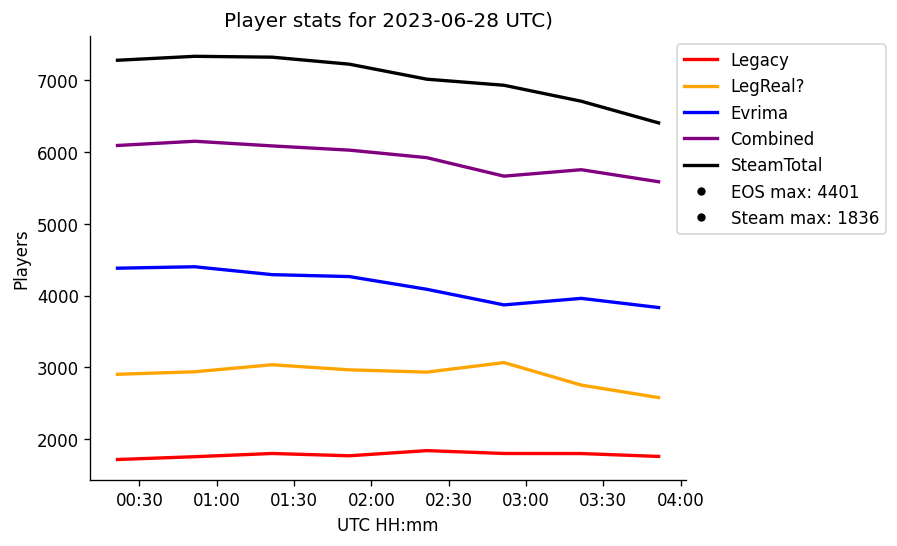 Player stats for 2023-06-28 UTC)
Players
7000
6000
5000
4000
3000
2000
00:30 01:00 01:30 02:00 02:30 03:00 03:30 04:00
UTC HH:mm
Legacy
LegReal?
Evrima
Combined
SteamTotal
EOS max: 4401
Steam max: 1836